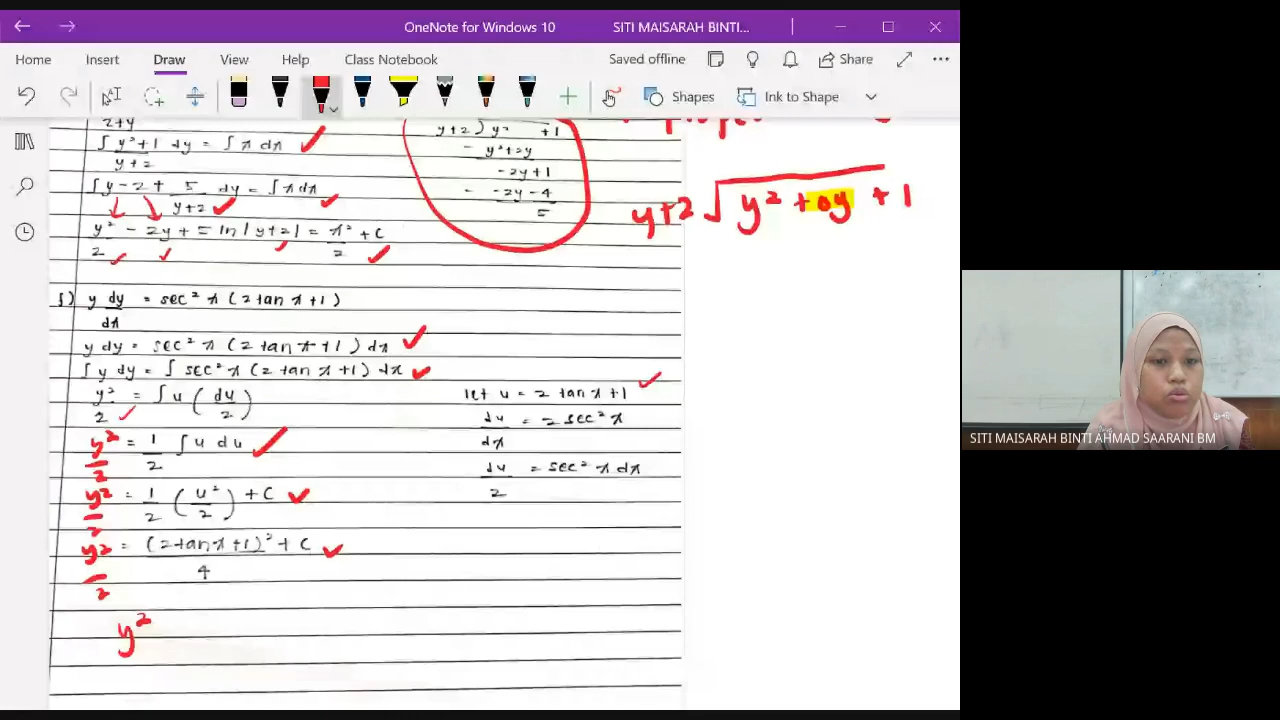 OneNote for Windows 10
SITI MAISARAH BINTI...
Home Insert Draw View Help Class Notebook
Saved offline
Share
Shapes
Ink to Shape
2+y
∫ y²+1 dy = ∫ x dx
y+2
∫ y-2 + 5 dy = ∫ x dx
y+2
y² - 2y + 5 ln |y+2| = x² + c
2 2
y+2 ) y² +1
- y²+2y
-2y+1
- -2y-4
5
y+2 √ y² + 0y + 1
f) y dy = sec² x (2 tan x + 1)
dx
y dy = sec² x (2 tan x + 1) dx
∫ y dy = ∫ sec² x (2 tan x + 1) dx
y² = ∫ u ( du )
2 2
y² = 1 ∫ u du
2 2
y² = 1 ( u² ) + C
2 2 2
y² = (2 tan x + 1)² + C
2 4
y²
let u = 2 tan x + 1
du = 2 sec² x
dx
du = sec² x dx
2
SITI MAISARAH BINTI AHMAD SAARANI BM